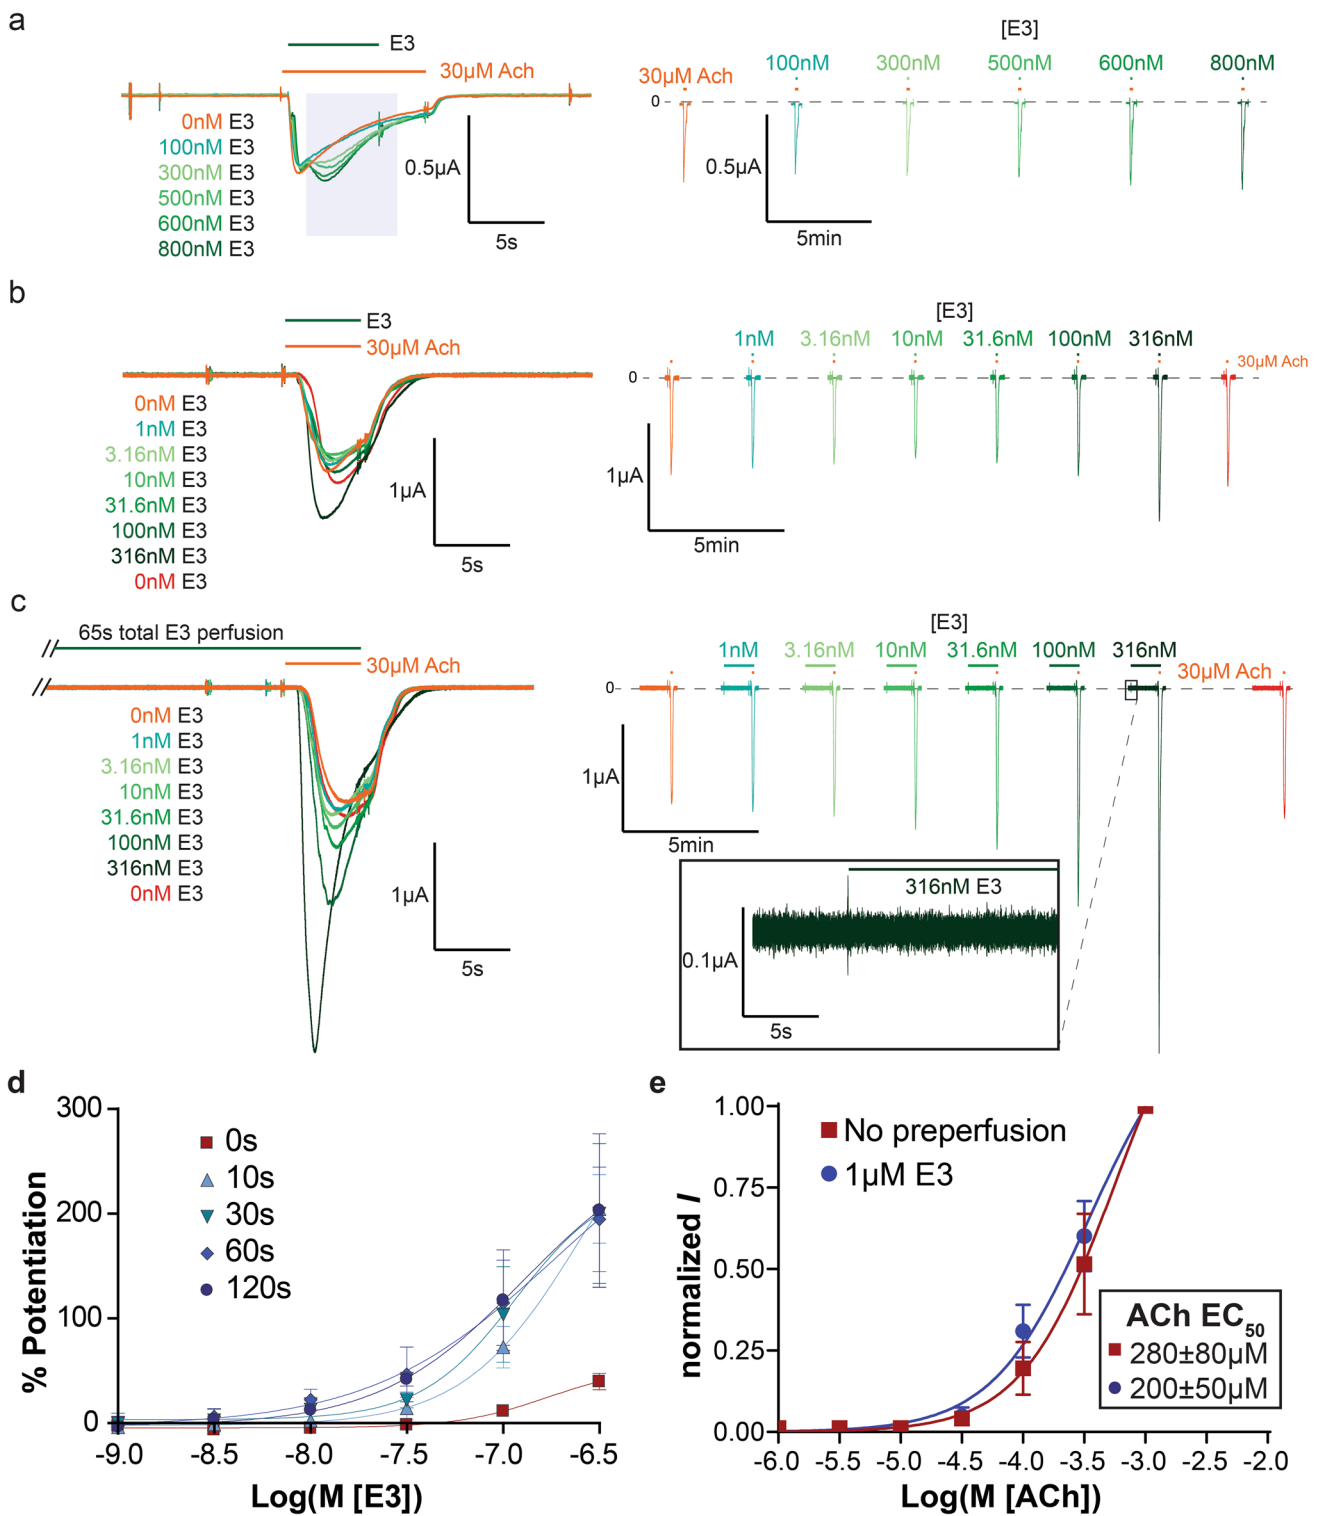 a
E3
30µM Ach
0nM E3
100nM E3
300nM E3
500nM E3
600nM E3
800nM E3
0.5µA
5s
[E3]
30µM Ach
100nM
300nM
500nM
600nM
800nM
0
0.5µA
5min
b
E3
30µM Ach
0nM E3
1nM E3
3.16nM E3
10nM E3
31.6nM E3
100nM E3
316nM E3
0nM E3
1µA
5s
[E3]
1nM
3.16nM
10nM
31.6nM
100nM
316nM
30µM Ach
0
1µA
5min
c
65s total E3 perfusion
30µM Ach
0nM E3
1nM E3
3.16nM E3
10nM E3
31.6nM E3
100nM E3
316nM E3
0nM E3
1µA
5s
[E3]
1nM
3.16nM
10nM
31.6nM
100nM
316nM
30µM Ach
0
1µA
5min
316nM E3
0.1µA
5s
d
300
200
100
0
% Potentiation
0s
10s
30s
60s
120s
-9.0 -8.5 -8.0 -7.5 -7.0 -6.5
Log(M [E3])
e
1.00
0.75
0.50
0.25
0.00
normalized I
No preperfusion
1µM E3
ACh EC50
280±80µM
200±50µM
-6.0 -5.5 -5.0 -4.5 -4.0 -3.5 -3.0 -2.5 -2.0
Log(M [ACh])